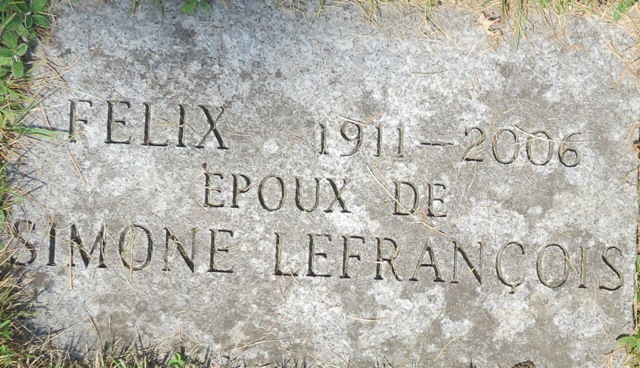 FELIX 1911-2006
EPOUX DE
SIMONE LEFRANÇOIS